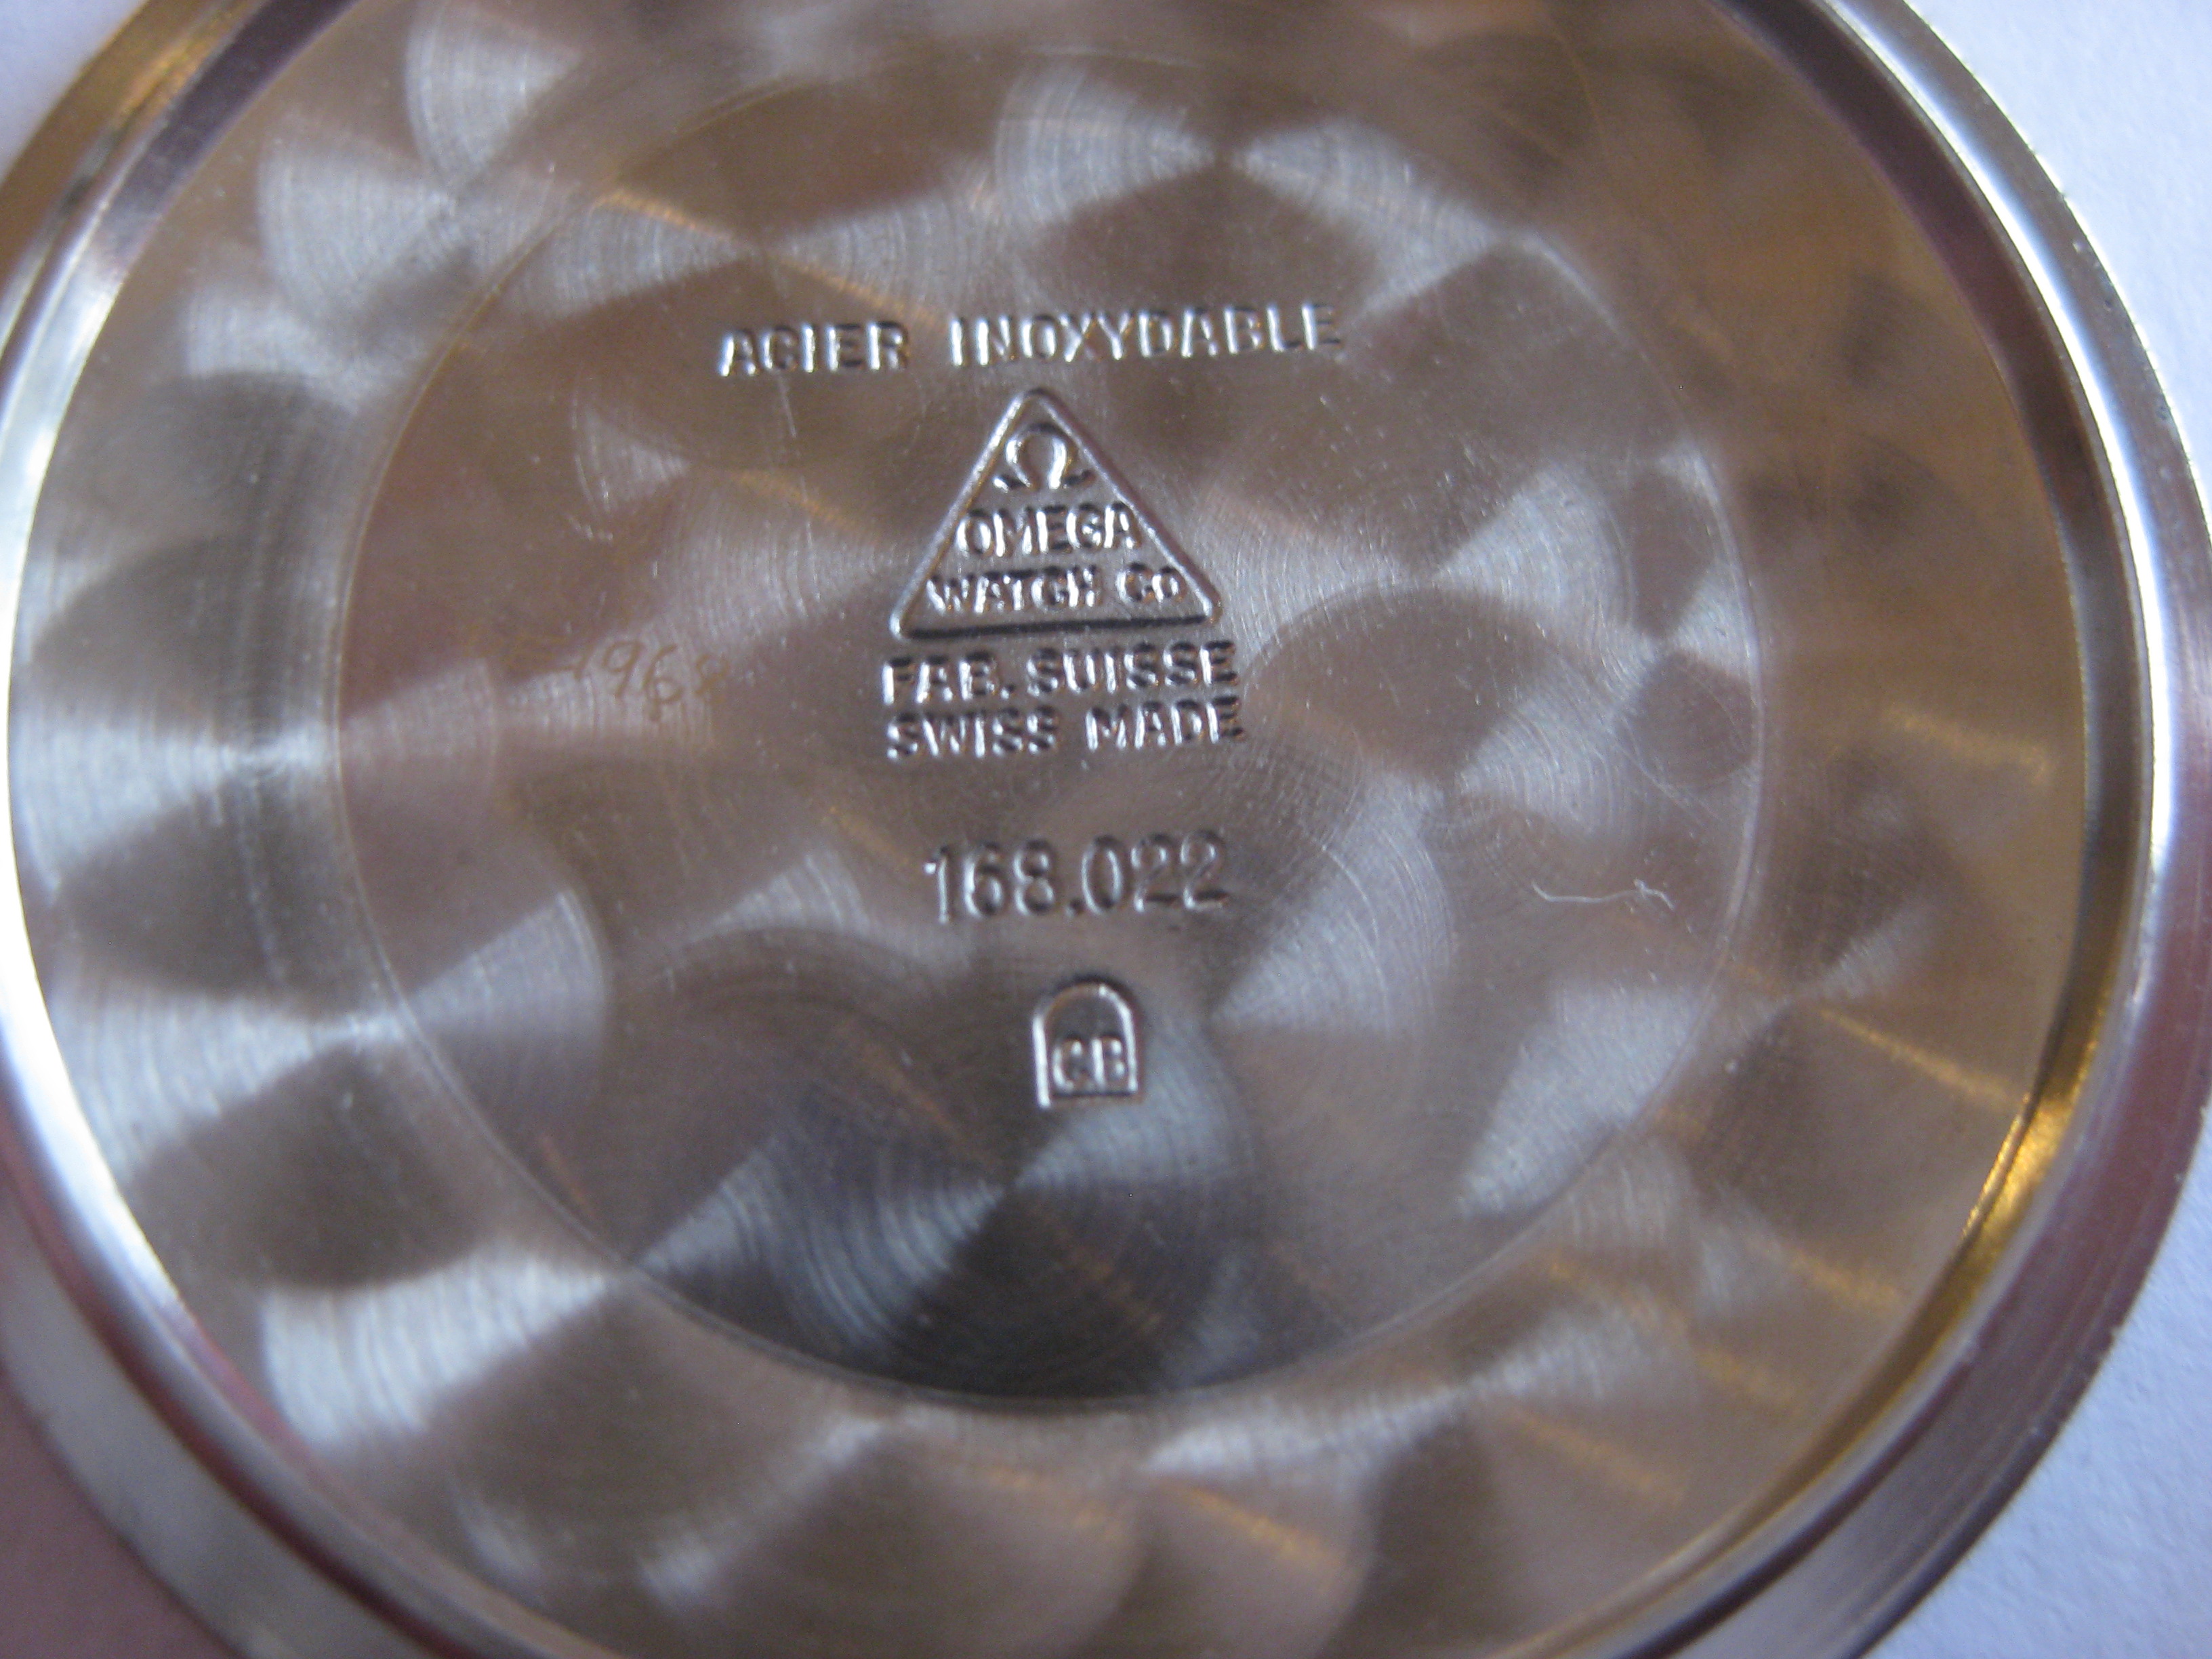 ACIER INOXYDABLE
Ω
OMEGA
WATCH CO
FAB. SUISSE
SWISS MADE
168.022
CB